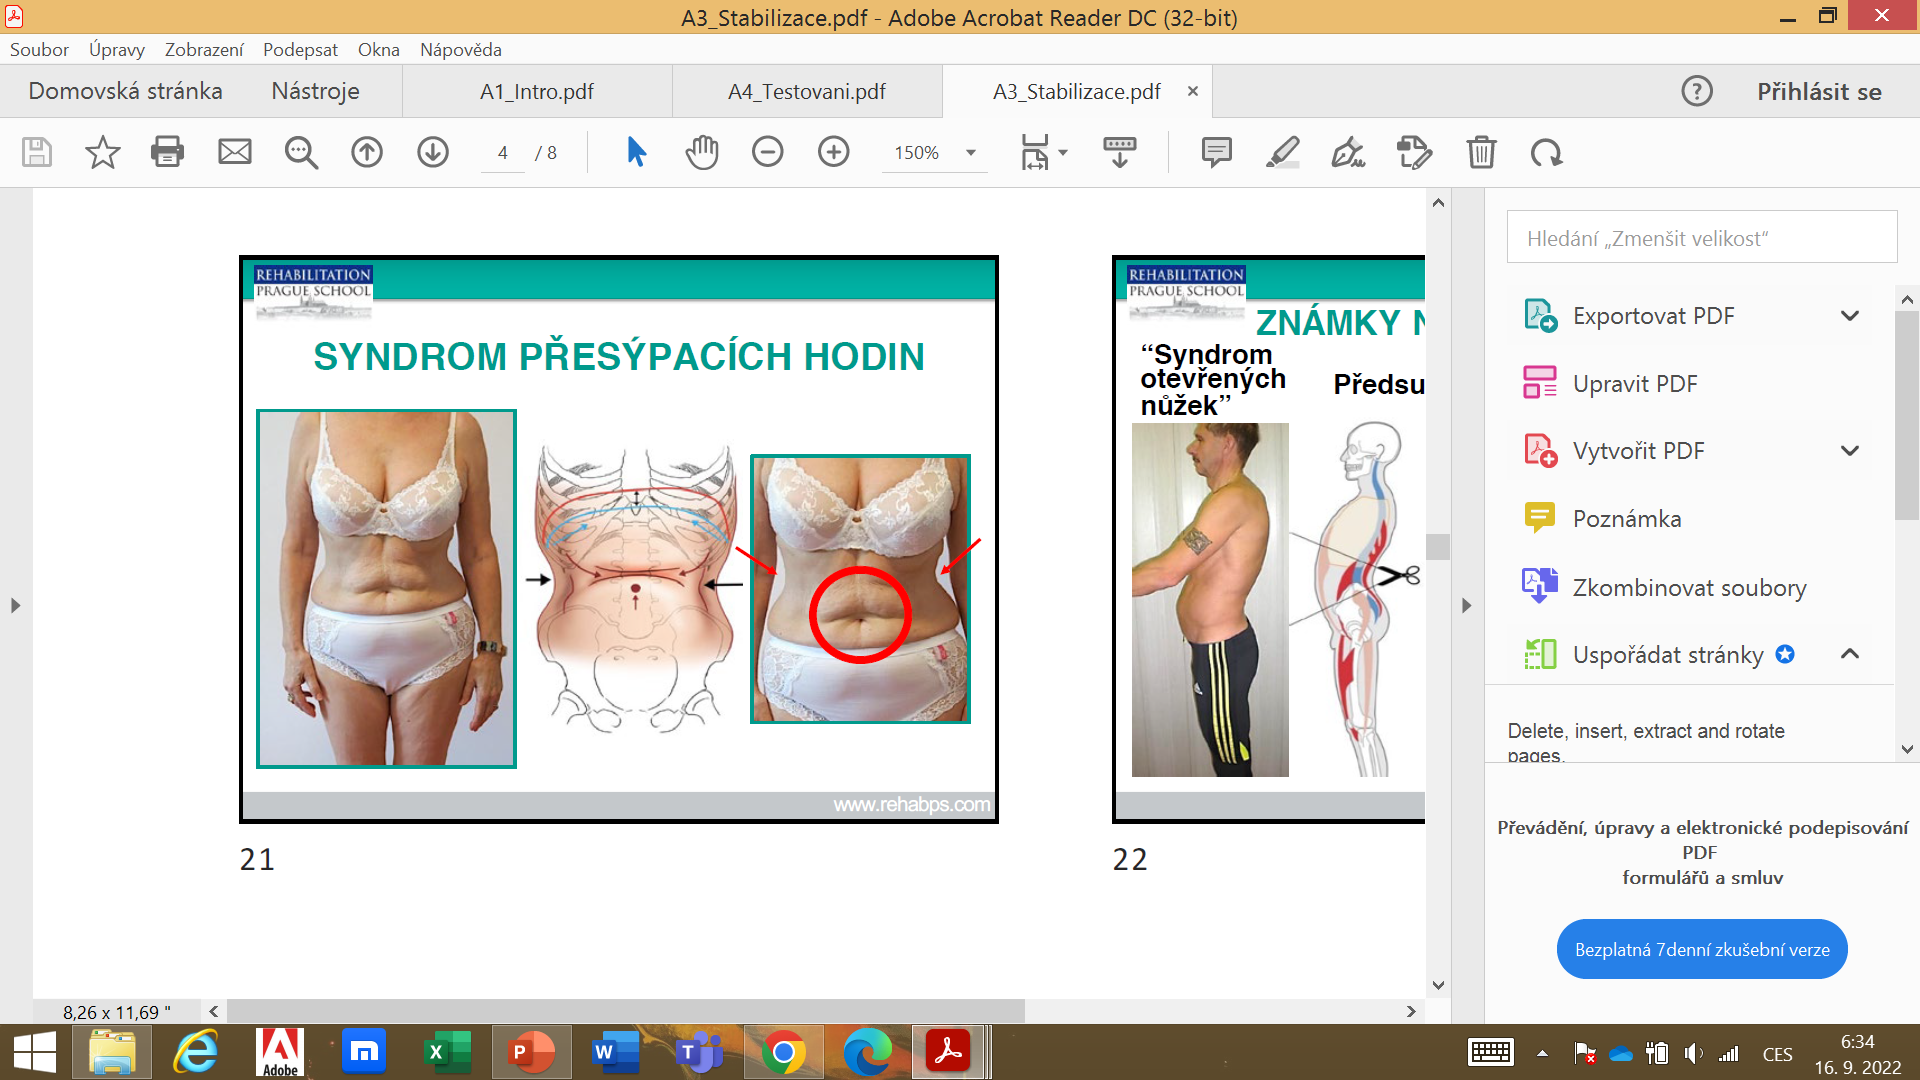 A3_Stabilizace.pdf - Adobe Acrobat Reader DC (32-bit)
Soubor Úpravy Zobrazení Podepsat Okna Nápověda
Domovská stránka Nástroje A1_Intro.pdf A4_Testovani.pdf A3_Stabilizace.pdf × ? Přihlásit se
4 / 8 150%
REHABILITATION
PRAGUE SCHOOL
SYNDROM PŘESÝPACÍCH HODIN
www.rehabps.com
21
REHABILITATION
PRAGUE SCHOOL
ZNÁMKY N
“Syndrom
otevřených
nůžek”
Předsu
22
Hledání „Zmenšit velikost“
Exportovat PDF
Upravit PDF
Vytvořit PDF
Poznámka
Zkombinovat soubory
Uspořádat stránky
Delete, insert, extract and rotate
pages.
Převádění, úpravy a elektronické podepisování
PDF
formulářů a smluv
Bezplatná 7denní zkušební verze
8,26 x 11,69 "
Adobe
CES
6:34
16. 9. 2022